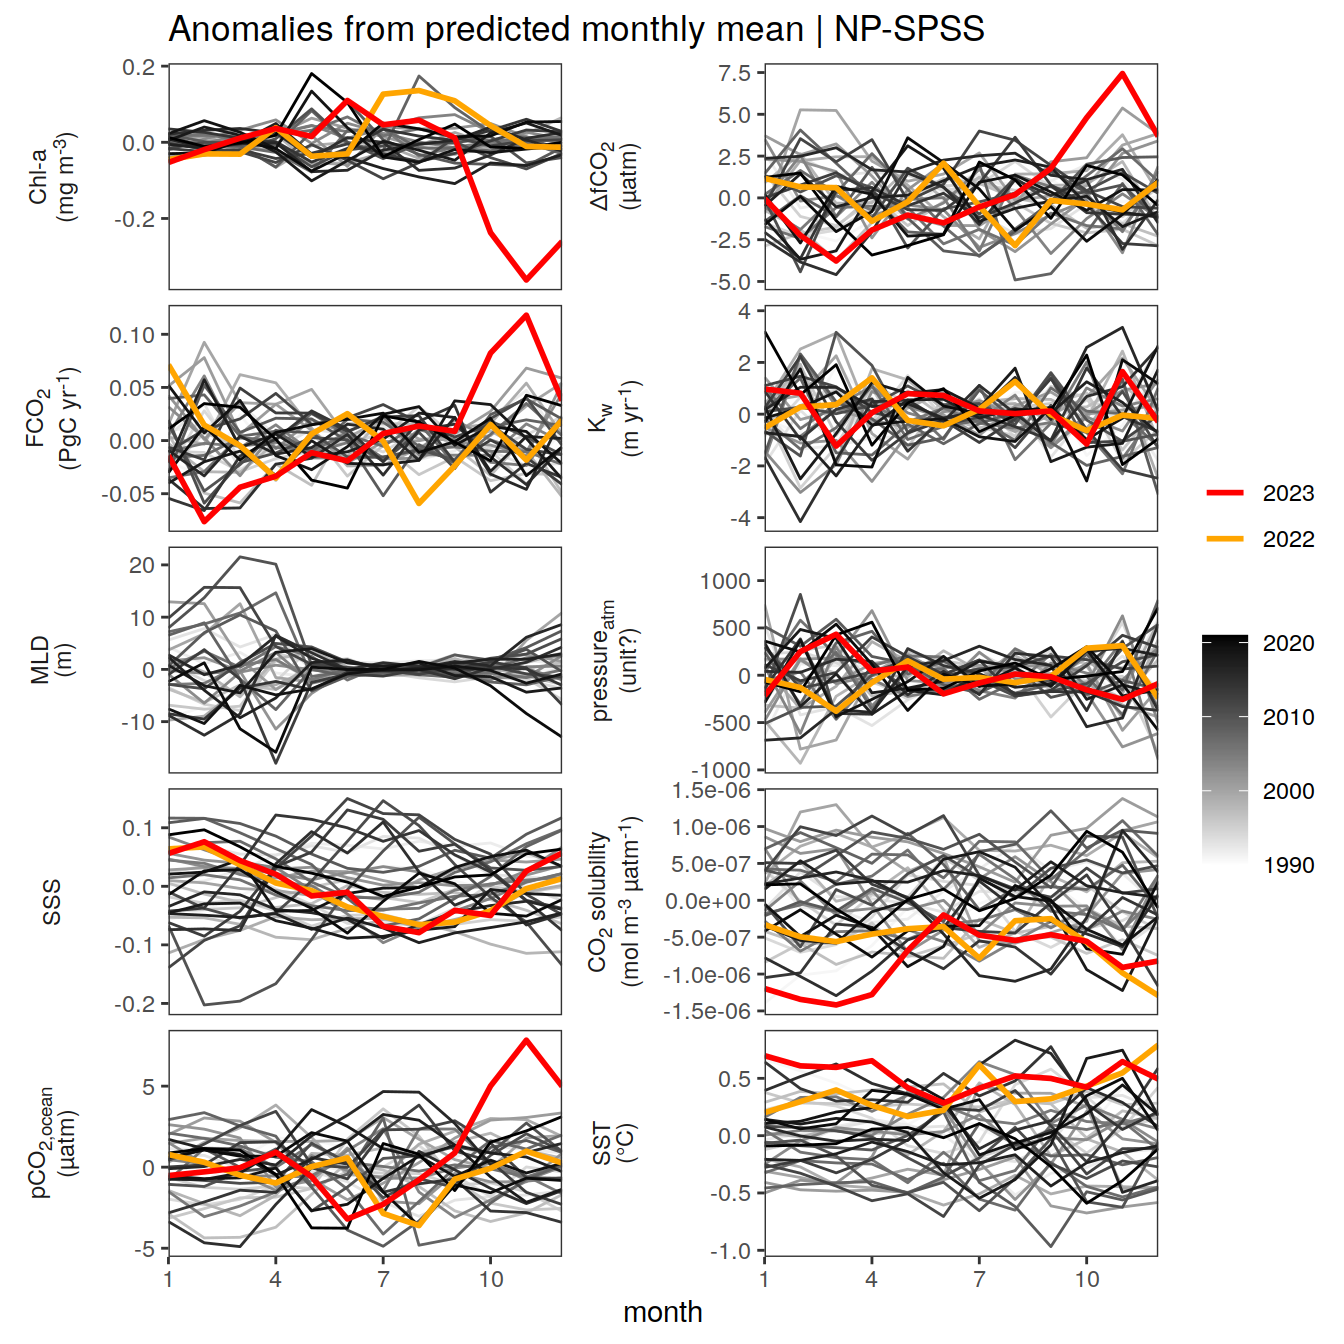 Anomalies from predicted monthly mean | NP-SPSS
Chl-a
(mg m-3)
0.2
0.0
-0.2
ΔfCO2
(µatm)
7.5
5.0
2.5
0.0
-2.5
-5.0
FCO2
(PgC yr-1)
0.10
0.05
0.00
-0.05
Kw
(m yr-1)
4
2
0
-2
-4
MLD
(m)
20
10
0
-10
pressureatm
(unit?)
1000
500
0
-500
-1000
SSS
0.1
0.0
-0.1
-0.2
CO2 solubility
(mol m-3 µatm-1)
1.5e-06
1.0e-06
5.0e-07
0.0e+00
-5.0e-07
-1.0e-06
-1.5e-06
pCO2,ocean
(µatm)
5
0
-5
SST
(°C)
0.5
0.0
-0.5
-1.0
1 4 7 10
1 4 7 10
month
2023
2022
2020
2010
2000
1990